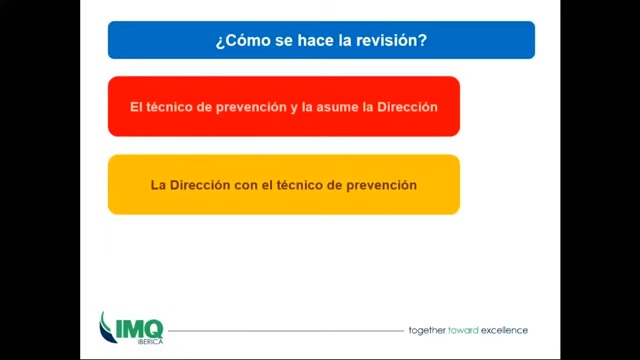 ¿Cómo se hace la revisión?
El técnico de prevención y la asume la Dirección
La Dirección con el técnico de prevención
IMQ
IBERICA
together toward excellence